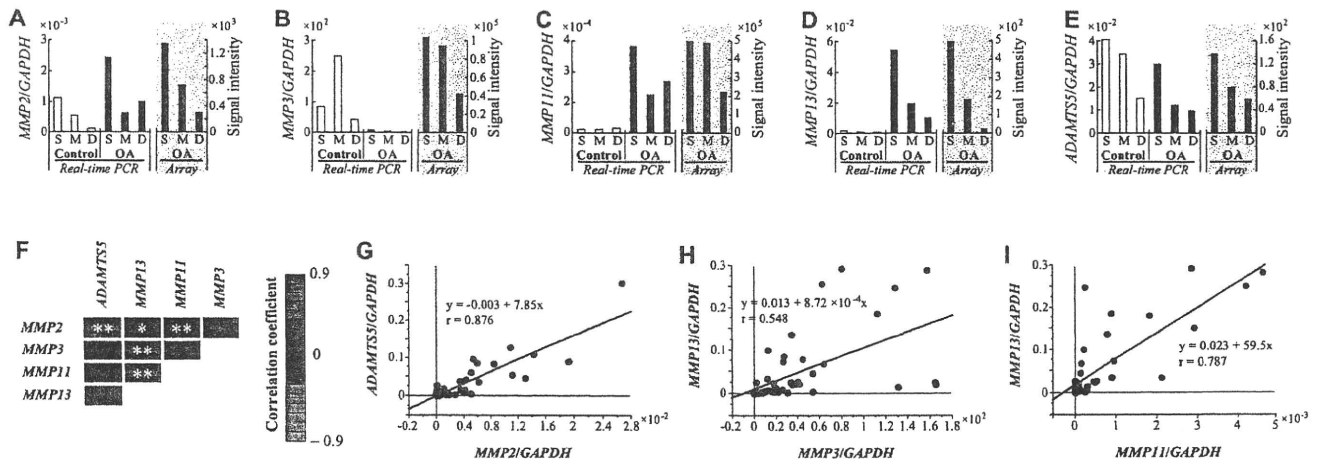 A
×10⁻³
×10³
MMP2/GAPDH
3
2
1
0
1.5
1.2
0.9
0.6
0.3
0
Signal intensity
S M D S M D S M D
Control OA OA
Real-time PCR Array
B
×10²
×10⁵
MMP3/GAPDH
3
2
1
0
1
0.8
0.6
0.4
0.2
0
Signal intensity
S M D S M D S M D
Control OA OA
Real-time PCR Array
C
×10⁻⁴
×10⁵
MMP11/GAPDH
4
2
0
5
4
3
2
1
0
Signal intensity
S M D S M D S M D
Control OA OA
Real-time PCR Array
D
×10⁻²
×10²
MMP13/GAPDH
6
4
2
0
5
4
3
2
1
0
Signal intensity
S M D S M D S M D
Control OA OA
Real-time PCR Array
E
×10⁻²
×10²
ADAMTS5/GAPDH
4
2
0
1.6
1.2
0.8
0.4
0
Signal intensity
S M D S M D S M D
Control OA OA
Real-time PCR Array
F
ADAMTS5 MMP13 MMP11 MMP3
MMP2 ** * **
MMP3 **
MMP11 **
MMP13
Correlation coefficient
0.9
0
−0.9
G
ADAMTS5/GAPDH
0.3
0.2
0.1
0
y = -0.003 + 7.85x
r = 0.876
-0.4 0 0.4 0.8 1.2 1.6 2.0 2.4 2.8 ×10⁻²
MMP2/GAPDH
H
MMP13/GAPDH
0.3
0.2
0.1
0
y = 0.013 + 8.72 ×10⁻⁴x
r = 0.548
-0.2 0 0.2 0.4 0.6 0.8 1.0 1.2 1.4 1.6 1.8 ×10²
MMP3/GAPDH
I
MMP13/GAPDH
0.3
0.2
0.1
0
y = 0.023 + 59.5x
r = 0.787
0 1 2 3 4 5 ×10⁻³
MMP11/GAPDH